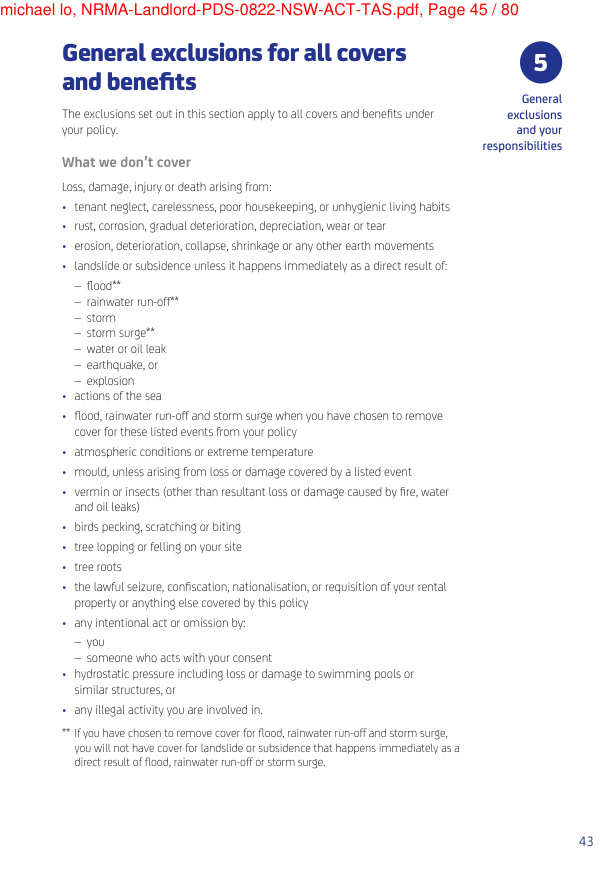 michael lo, NRMA-Landlord-PDS-0822-NSW-ACT-TAS.pdf, Page 45 / 80
General exclusions for all covers
and benefits
5
General
exclusions
and your
responsibilities
The exclusions set out in this section apply to all covers and benefits under
your policy.
What we don’t cover
Loss, damage, injury or death arising from:
• tenant neglect, carelessness, poor housekeeping, or unhygienic living habits
• rust, corrosion, gradual deterioration, depreciation, wear or tear
• erosion, deterioration, collapse, shrinkage or any other earth movements
• landslide or subsidence unless it happens immediately as a direct result of:
– flood**
– rainwater run-off**
– storm
– storm surge**
– water or oil leak
– earthquake, or
– explosion
• actions of the sea
• flood, rainwater run-off and storm surge when you have chosen to remove
cover for these listed events from your policy
• atmospheric conditions or extreme temperature
• mould, unless arising from loss or damage covered by a listed event
• vermin or insects (other than resultant loss or damage caused by fire, water
and oil leaks)
• birds pecking, scratching or biting
• tree lopping or felling on your site
• tree roots
• the lawful seizure, confiscation, nationalisation, or requisition of your rental
property or anything else covered by this policy
• any intentional act or omission by:
– you
– someone who acts with your consent
• hydrostatic pressure including loss or damage to swimming pools or
similar structures, or
• any illegal activity you are involved in.
** If you have chosen to remove cover for flood, rainwater run-off and storm surge,
you will not have cover for landslide or subsidence that happens immediately as a
direct result of flood, rainwater run-off or storm surge.
43